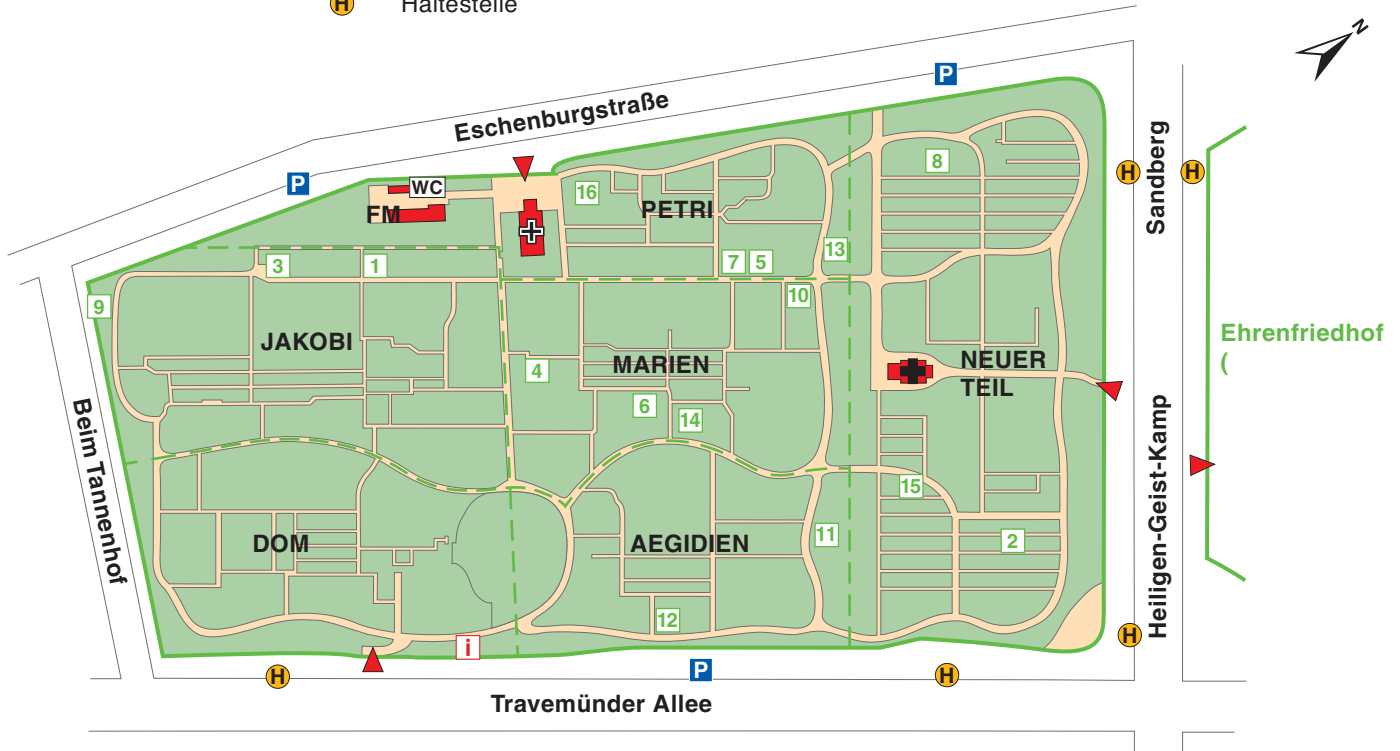 H Haltestelle
N
P
Eschenburgstraße
Sandberg
8
P
WC
16
H
H
FM
PETRI
13
3
1
7
5
9
10
Ehrenfriedhof
(
JAKOBI
4
MARIEN
NEUER
TEIL
6
14
Beim Tannenhof
Heiligen-Geist-Kamp
15
DOM
AEGIDIEN
11
2
12
i
H
H
P
H
Travemünder Allee